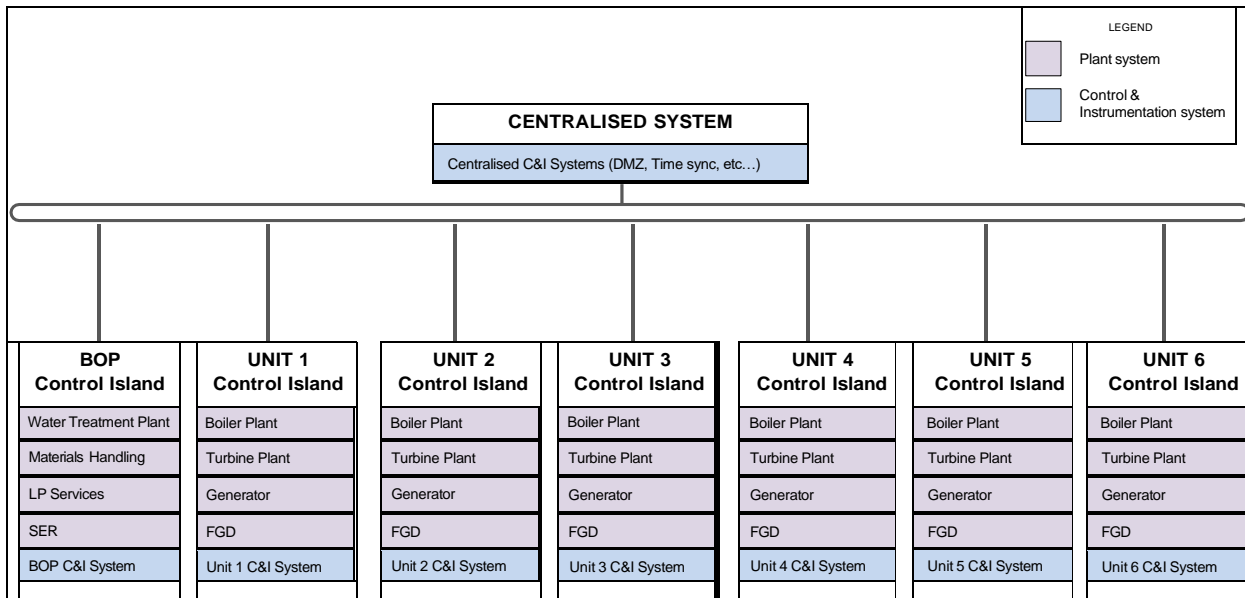 LEGEND
Plant system
Control &
Instrumentation system
CENTRALISED SYSTEM
Centralised C&I Systems (DMZ, Time sync, etc…)
BOP
Control Island
Water Treatment Plant
Materials Handling
LP Services
SER
BOP C&I System
UNIT 1
Control Island
Boiler Plant
Turbine Plant
Generator
FGD
Unit 1 C&I System
UNIT 2
Control Island
Boiler Plant
Turbine Plant
Generator
FGD
Unit 2 C&I System
UNIT 3
Control Island
Boiler Plant
Turbine Plant
Generator
FGD
Unit 3 C&I System
UNIT 4
Control Island
Boiler Plant
Turbine Plant
Generator
FGD
Unit 4 C&I System
UNIT 5
Control Island
Boiler Plant
Turbine Plant
Generator
FGD
Unit 5 C&I System
UNIT 6
Control Island
Boiler Plant
Turbine Plant
Generator
FGD
Unit 6 C&I System